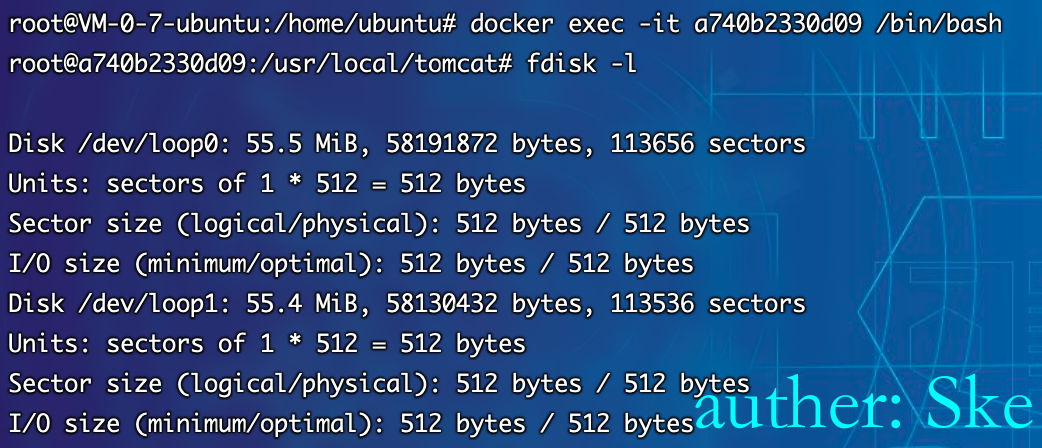 root@VM-0-7-ubuntu:/home/ubuntu# docker exec -it a740b2330d09 /bin/bash
root@a740b2330d09:/usr/local/tomcat# fdisk -l
Disk /dev/loop0: 55.5 MiB, 58191872 bytes, 113656 sectors
Units: sectors of 1 * 512 = 512 bytes
Sector size (logical/physical): 512 bytes / 512 bytes
I/O size (minimum/optimal): 512 bytes / 512 bytes
Disk /dev/loop1: 55.4 MiB, 58130432 bytes, 113536 sectors
Units: sectors of 1 * 512 = 512 bytes
Sector size (logical/physical): 512 bytes / 512 bytes
I/O size (minimum/optimal): 512 bytes / 512 bytes
auther: Ske